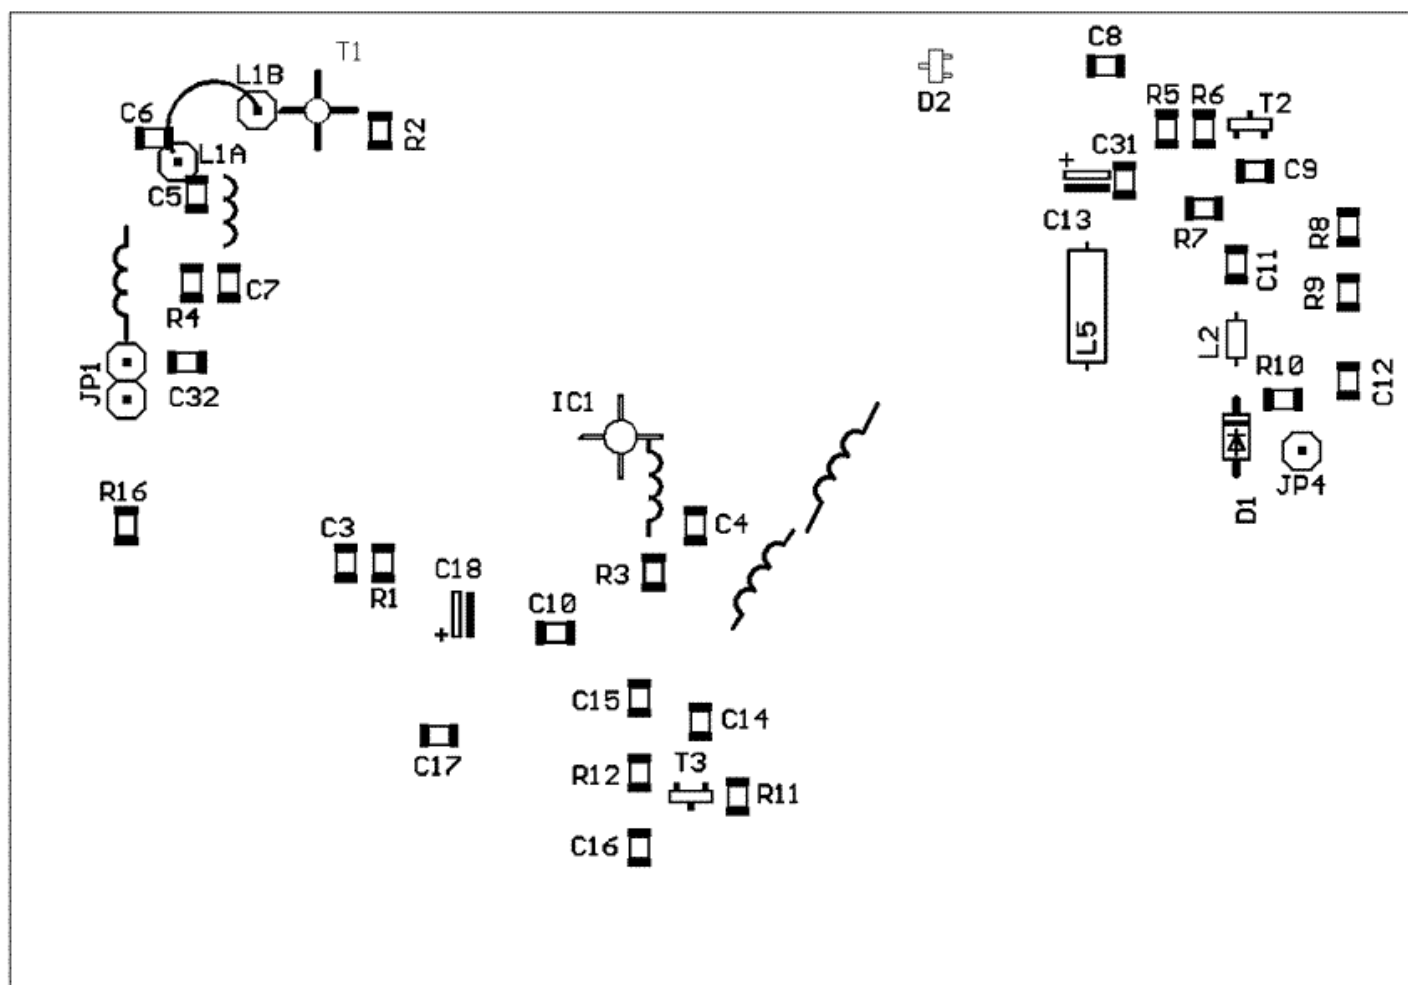 T1
C8
L1B
D2
C6
R2
R5 R6
T2
L1A
C31
C9
C5
+
C13
R7
R8
C7
C11
R9
R4
L5
L2
JP1
C32
R10
C12
IC1
JP4
R16
D1
C3
C4
C18
R3
R1
C10
+
C15
C14
C17
R12
T3
R11
C16